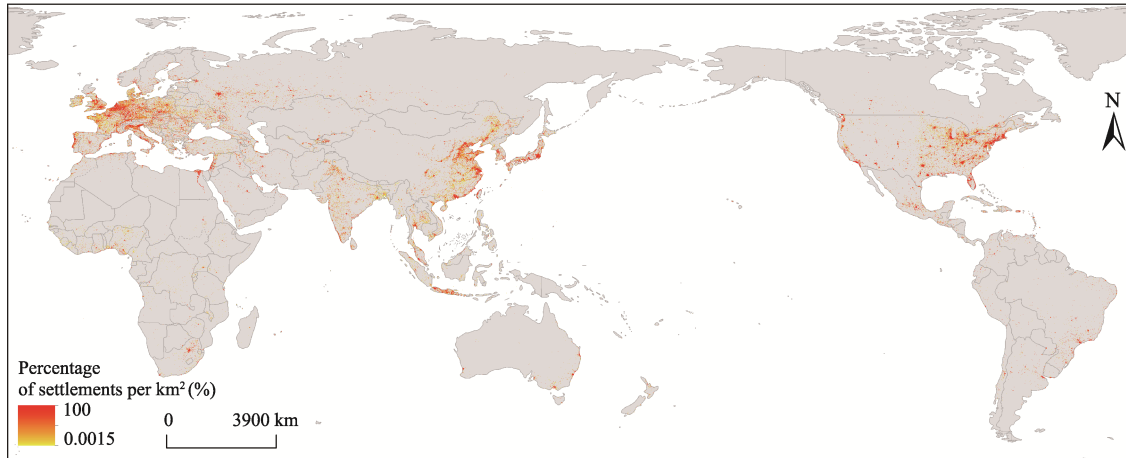 N
Percentage
of settlements per km² (%)
100
0.0015
0 3900 km